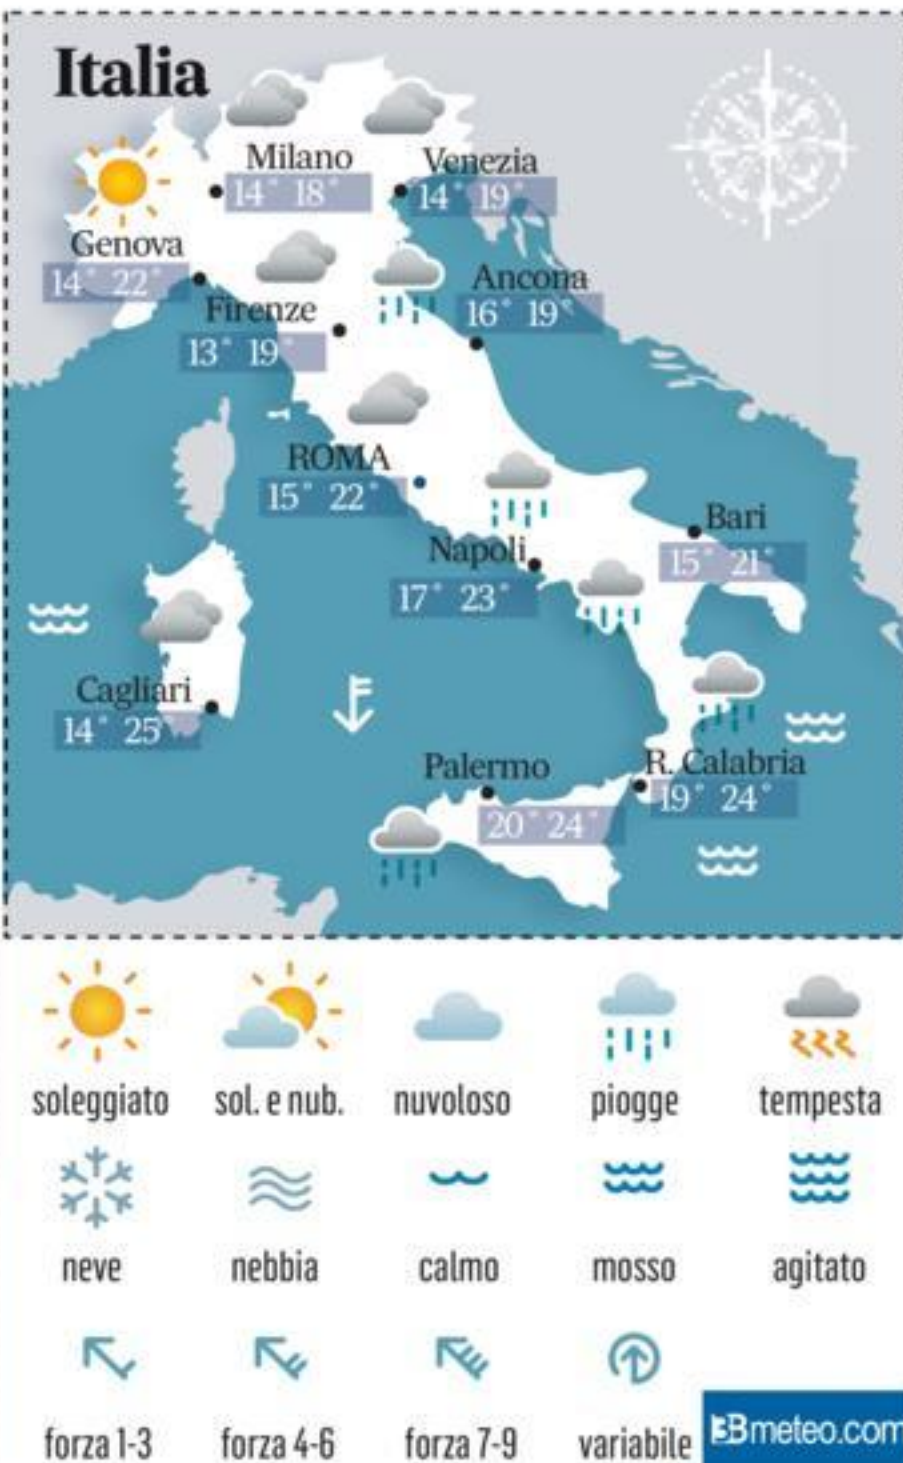 Italia
Milano
14° 18°
Venezia
14° 19°
Genova
14° 22°
Firenze
13° 19°
Ancona
16° 19°
ROMA
15° 22°
Napoli
17° 23°
Bari
15° 21°
Cagliari
14° 25°
Palermo
20° 24°
R. Calabria
19° 24°
soleggiato sol. e nub. nuvoloso piogge tempesta
neve nebbia calmo mosso agitato
forza 1-3 forza 4-6 forza 7-9 variabile
3Bmeteo.com